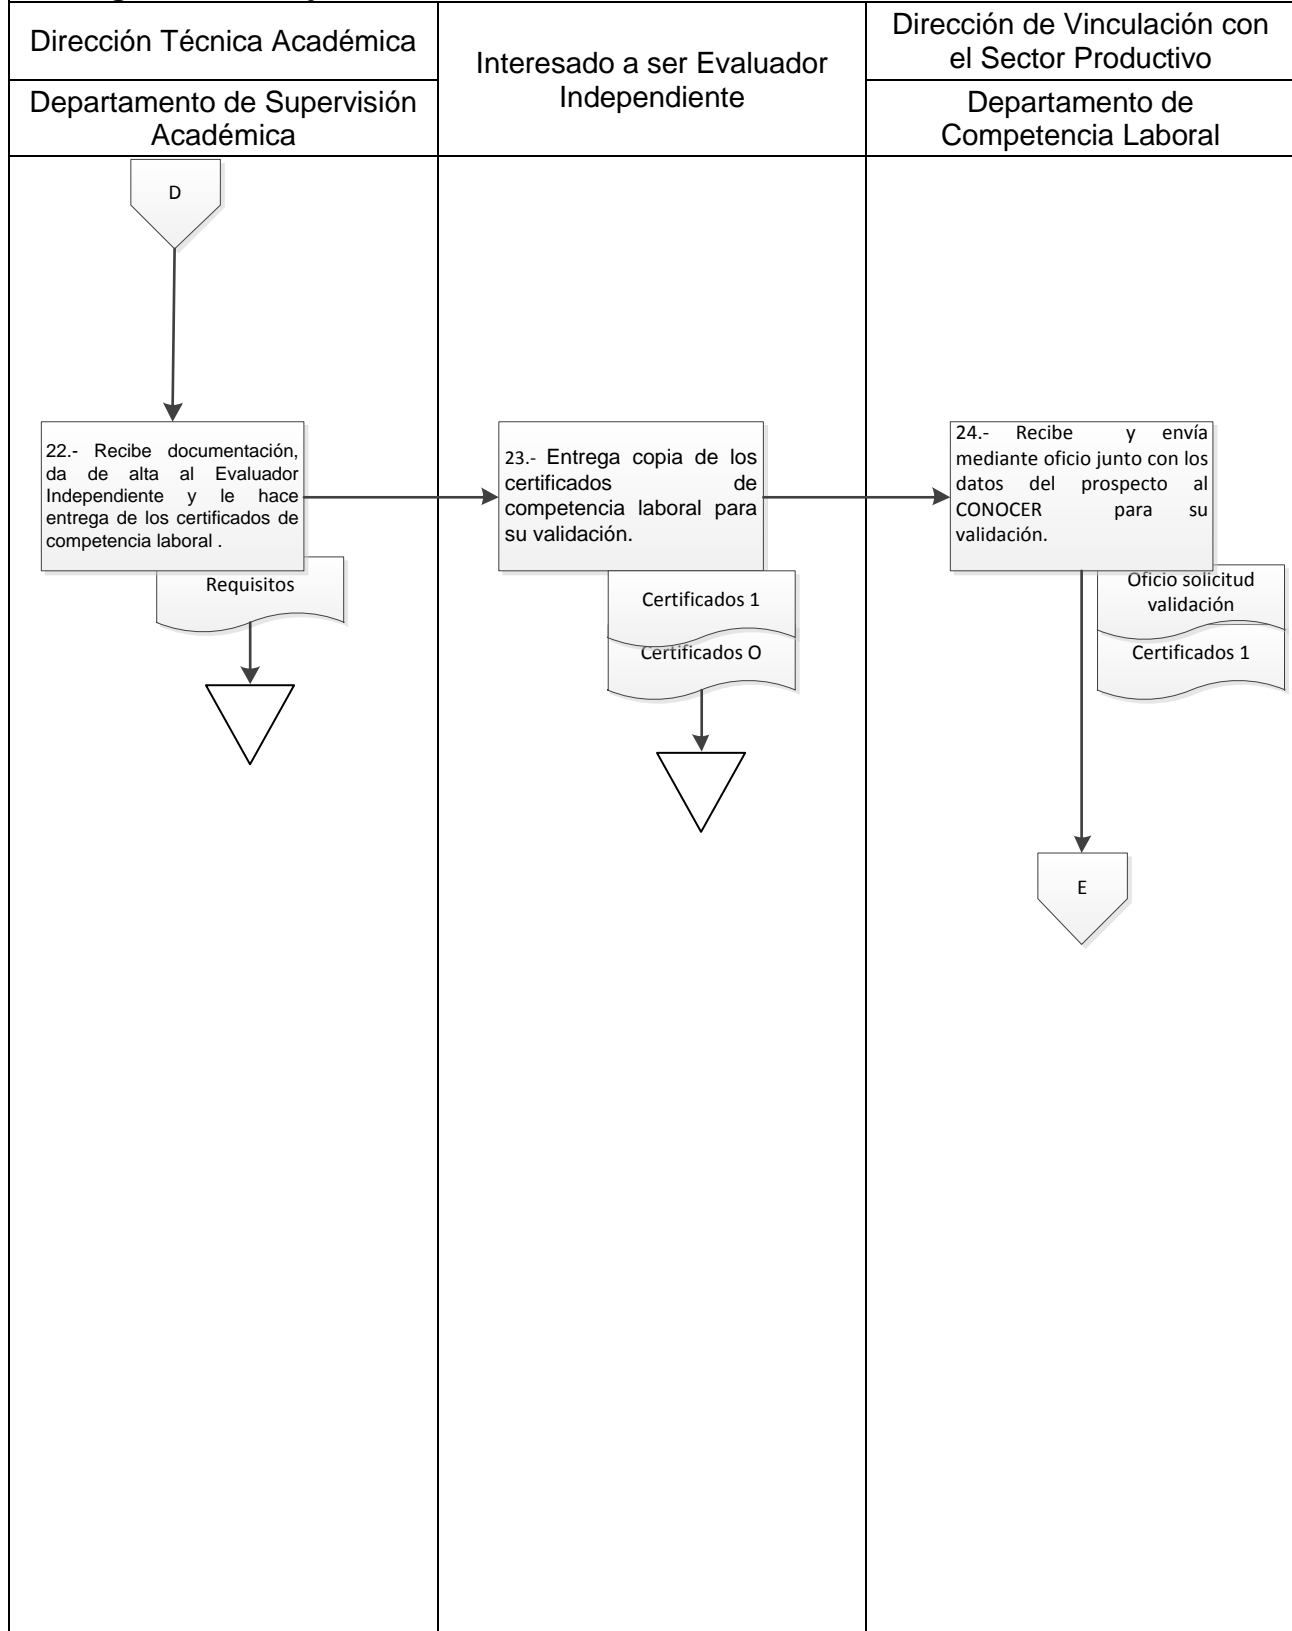 Dirección Técnica Académica
Departamento de Supervisión
Académica
Interesado a ser Evaluador
Independiente
Dirección de Vinculación con
el Sector Productivo
Departamento de
Competencia Laboral
D
22.- Recibe documentación,
da de alta al Evaluador
Independiente y le hace
entrega de los certificados de
competencia laboral .
Requisitos
23.- Entrega copia de los
certificados de
competencia laboral para
su validación.
Certificados 1
Certificados O
24.- Recibe y envía
mediante oficio junto con los
datos del prospecto al
CONOCER para su
validación.
Oficio solicitud
validación
Certificados 1
E